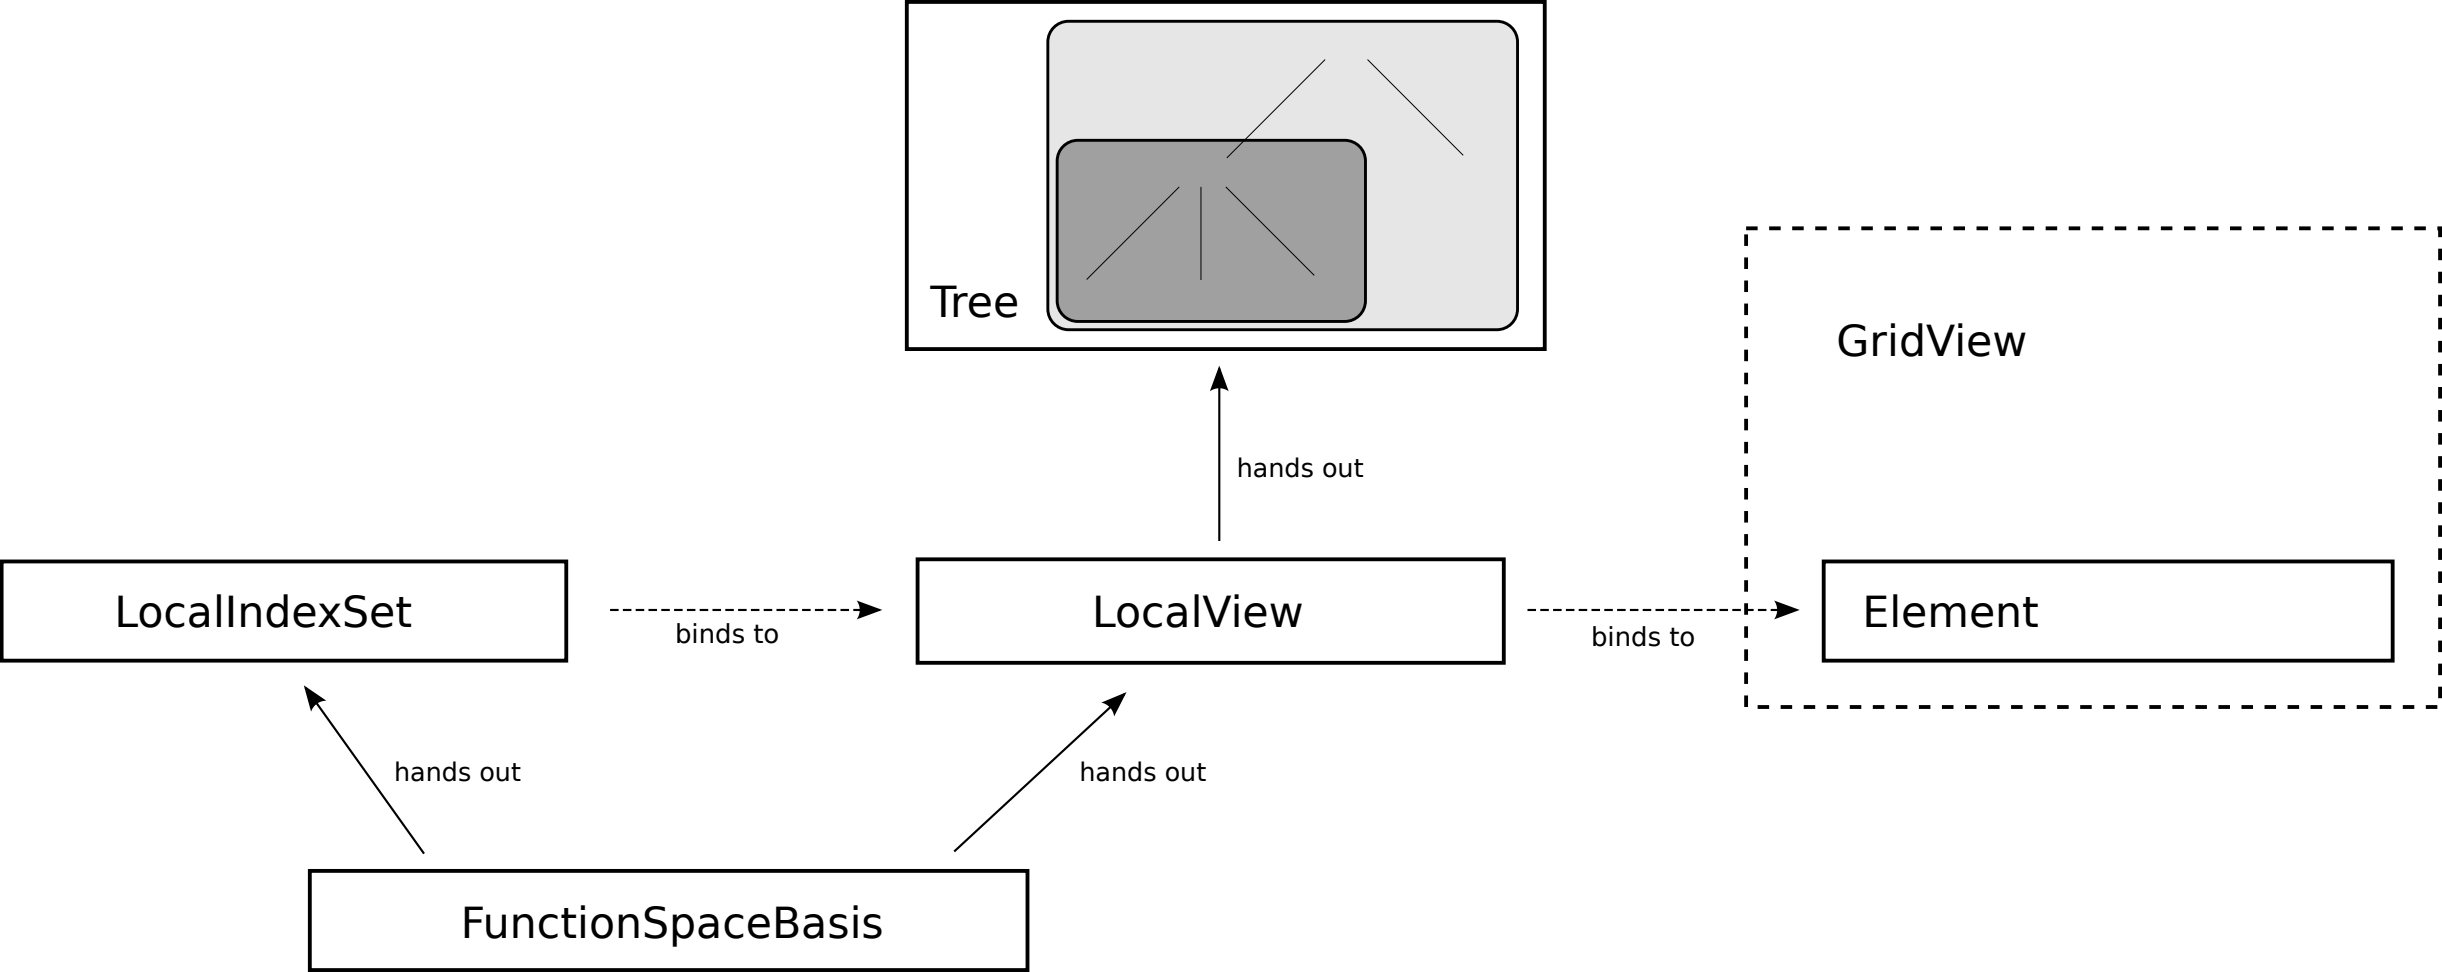 Tree
GridView
hands out
LocalIndexSet
binds to
LocalView
binds to
Element
hands out
hands out
FunctionSpaceBasis